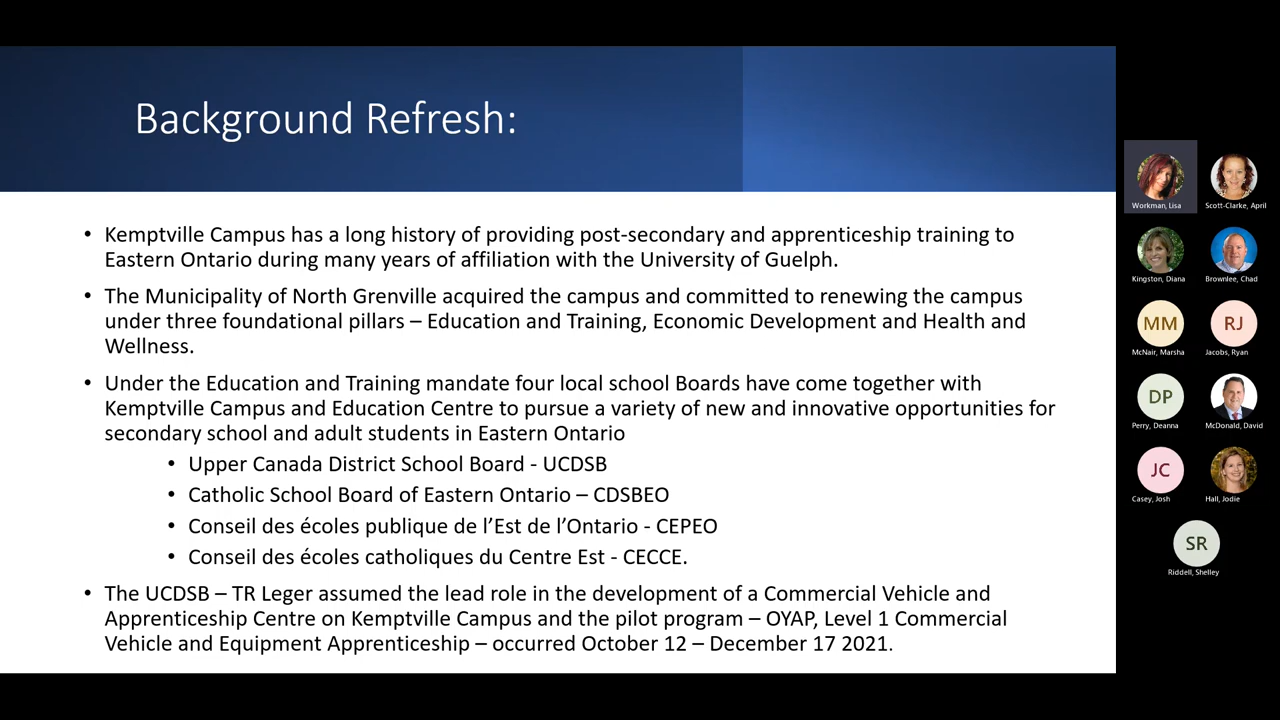 Background Refresh:
• Kemptville Campus has a long history of providing post-secondary and apprenticeship training to
Eastern Ontario during many years of affiliation with the University of Guelph.
• The Municipality of North Grenville acquired the campus and committed to renewing the campus
under three foundational pillars – Education and Training, Economic Development and Health and
Wellness.
• Under the Education and Training mandate four local school Boards have come together with
Kemptville Campus and Education Centre to pursue a variety of new and innovative opportunities for
secondary school and adult students in Eastern Ontario
• Upper Canada District School Board - UCDSB
• Catholic School Board of Eastern Ontario – CDSBEO
• Conseil des écoles publique de l’Est de l’Ontario - CEPEO
• Conseil des écoles catholiques du Centre Est - CECCE.
• The UCDSB – TR Leger assumed the lead role in the development of a Commercial Vehicle and
Apprenticeship Centre on Kemptville Campus and the pilot program – OYAP, Level 1 Commercial
Vehicle and Equipment Apprenticeship – occurred October 12 – December 17 2021.
Workman, Lisa
Scott-Clarke, April
Kingston, Diana
Brownlee, Chad
MM
McNair, Marsha
RJ
Jacobs, Ryan
DP
Perry, Deanna
McDonald, David
JC
Casey, Josh
Hall, Jodie
SR
Riddell, Shelley